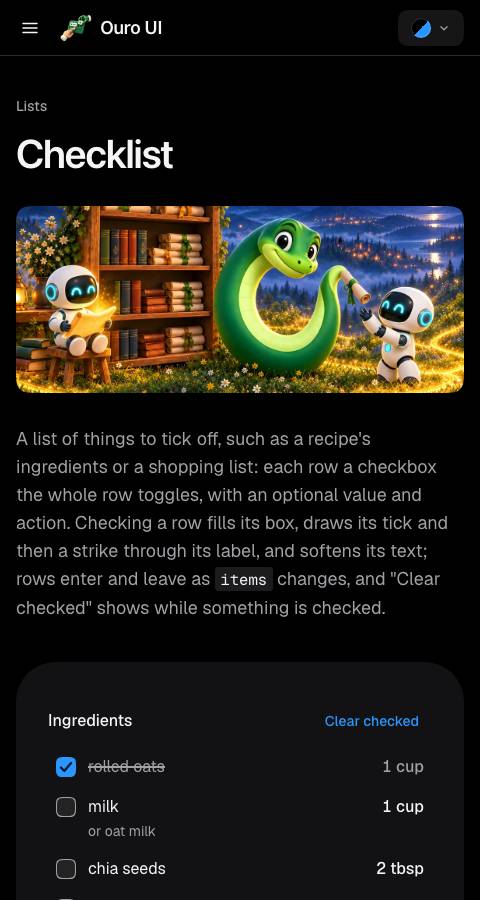 Ouro UI
Lists
Checklist
A list of things to tick off, such as a recipe's
ingredients or a shopping list: each row a checkbox
the whole row toggles, with an optional value and
action. Checking a row fills its box, draws its tick and
then a strike through its label, and softens its text;
rows enter and leave as items changes, and "Clear
checked" shows while something is checked.
Ingredients
Clear checked
rolled oats
1 cup
milk
1 cup
or oat milk
chia seeds
2 tbsp